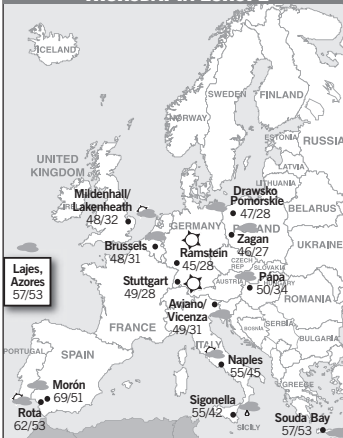 ICELAND
SWEDEN
FINLAND
NORWAY
ESTONIA
RUSSIA
LATVIA
LITHUANIA
UNITED
KINGDOM
Mildenhall/
Lakenheath
48/32
Drawsko
Pomorskie
47/28
BELARUS
GERMANY
Zagan
46/27
Brussels
48/31
Ramstein
45/28
UKRAINE
CZECH
REP
SLOVAKIA
Lajes,
Azores
57/53
Stuttgart
49/28
AUSTRIA
Pápa
50/34
Aviano/
Vicenza
49/31
ROMANIA
FRANCE
BOSNIA
SERBIA
BULGARIA
ITALY
PORTUGAL
SPAIN
Naples
55/45
Morón
69/51
GREECE
Rota
62/53
Sigonella
55/42
SICILY
Souda Bay
57/53